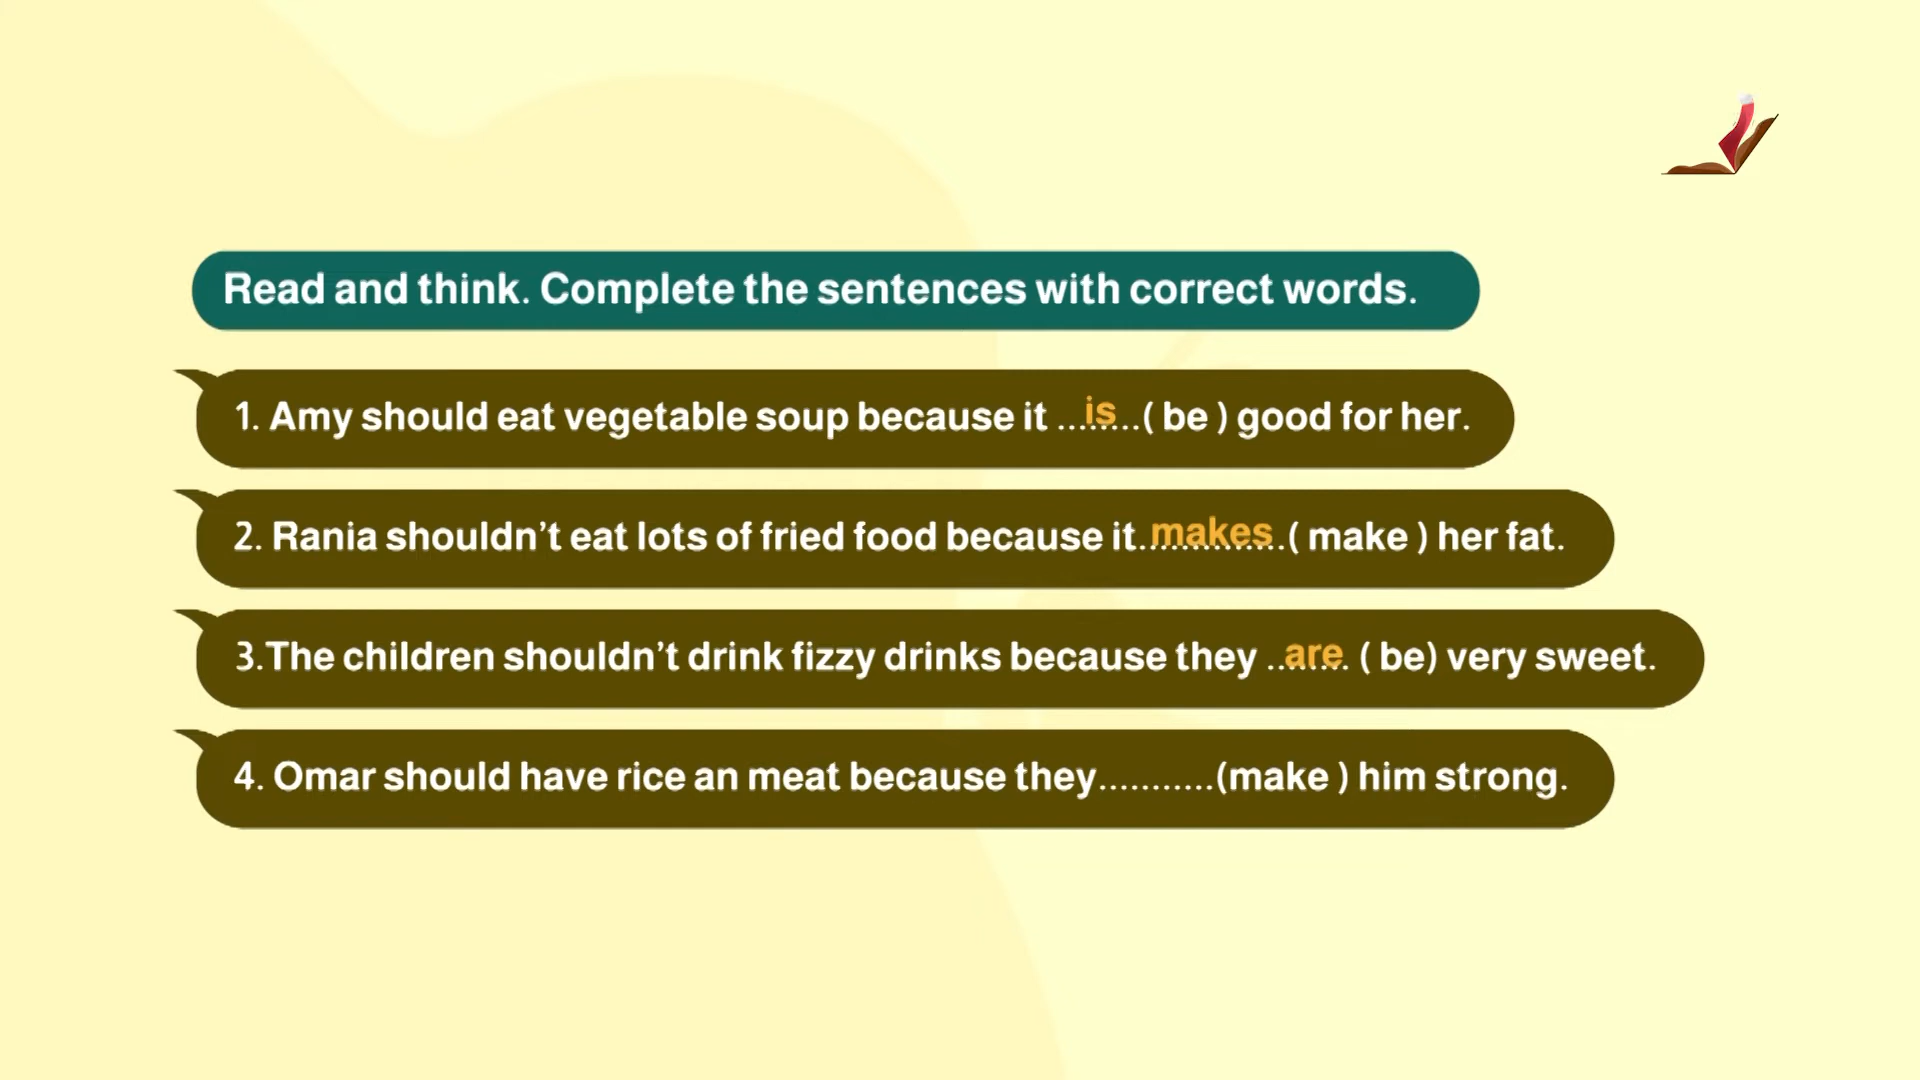 Read and think. Complete the sentences with correct words.
1. Amy should eat vegetable soup because it ...is...( be ) good for her.
2. Rania shouldn’t eat lots of fried food because it.makes.( make ) her fat.
3.The children shouldn’t drink fizzy drinks because they ..are.. ( be) very sweet.
4. Omar should have rice an meat because they...........(make ) him strong.